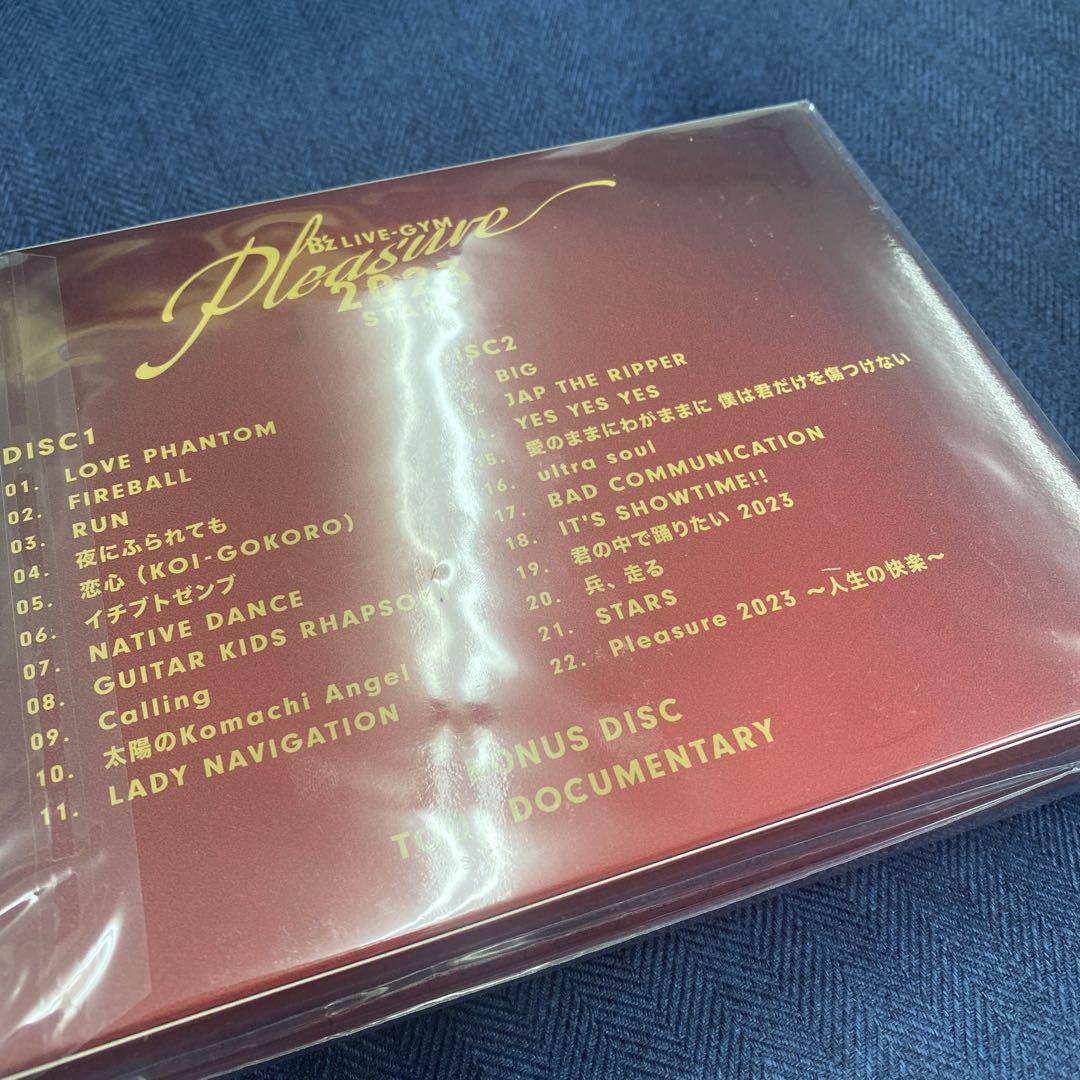 B'z LIVE-GYM
Pleasure
2023
DISC1
01. LOVE PHANTOM
02. FIREBALL
03. RUN
04. 夜にふられても
05. 恋心 (KOI-GOKORO)
06. イチブトゼンブ
07. NATIVE DANCE
08. GUITAR KIDS
09. Calling
10. 太陽のKomachi Angel
11. LADY NAVIGATION
BIG
JAP THE RIPPER
YES YES YES
15. 愛のままにわがままに 僕は君だけを傷つけない
16. ultra soul
17. BAD COMMUNICATION
18. IT'S SHOWTIME!!
19. 君の中で踊りたい 2023
20. 兵、走る
21. STARS
22. Pleasure 2023 ～人生の快楽～
DISC
DOCUMENTARY